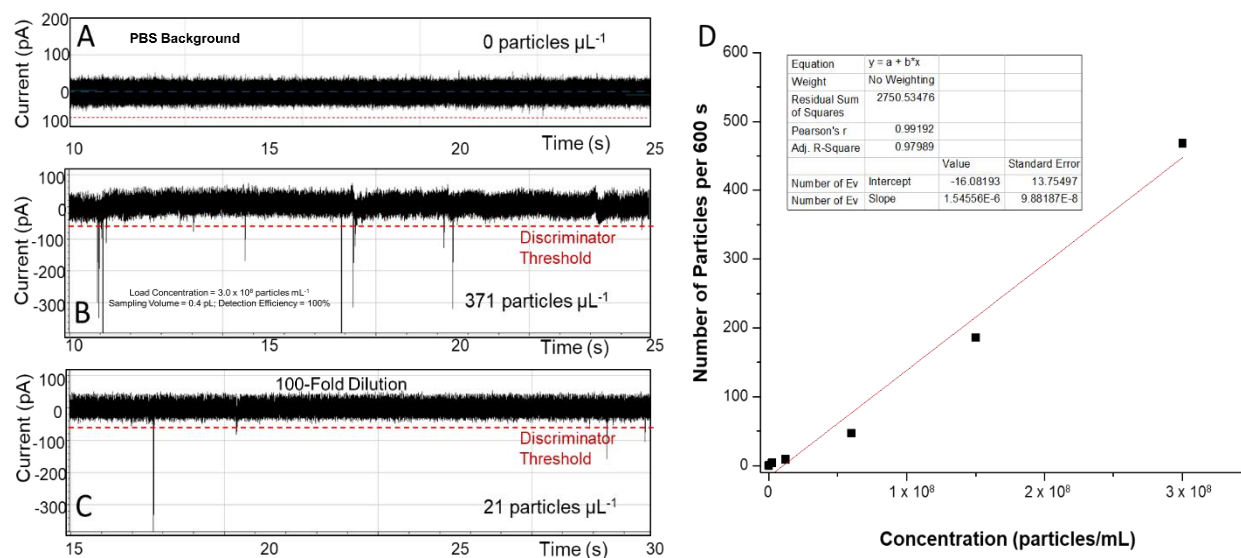 A
PBS Background
0 particles µL⁻¹
Current (pA)
200
100
0
100
10
15
20
25
Time (s)
B
Current (pA)
100
0
-100
-200
-300
Discriminator
Threshold
Load Concentration = 3.0 x 10⁸ particles mL⁻¹
Sampling Volume = 0.4 pL; Detection Efficiency = 100%
371 particles µL⁻¹
10
15
20
25
Time (s)
C
Current (pA)
100
0
-100
-200
-300
100-Fold Dilution
Discriminator
Threshold
21 particles µL⁻¹
15
20
25
30
Time (s)
D
Number of Particles per 600 s
600
500
400
300
200
100
0
Equation y = a + b*x
Weight No Weighting
Residual Sum of Squares 2750.53476
Pearson's r 0.99192
Adj. R-Square 0.97989
Value Standard Error
Number of Ev Intercept -16.08193 13.75497
Number of Ev Slope 1.54556E-6 9.88187E-8
0
1 x 10⁸
2 x 10⁸
3 x 10⁸
Concentration (particles/mL)